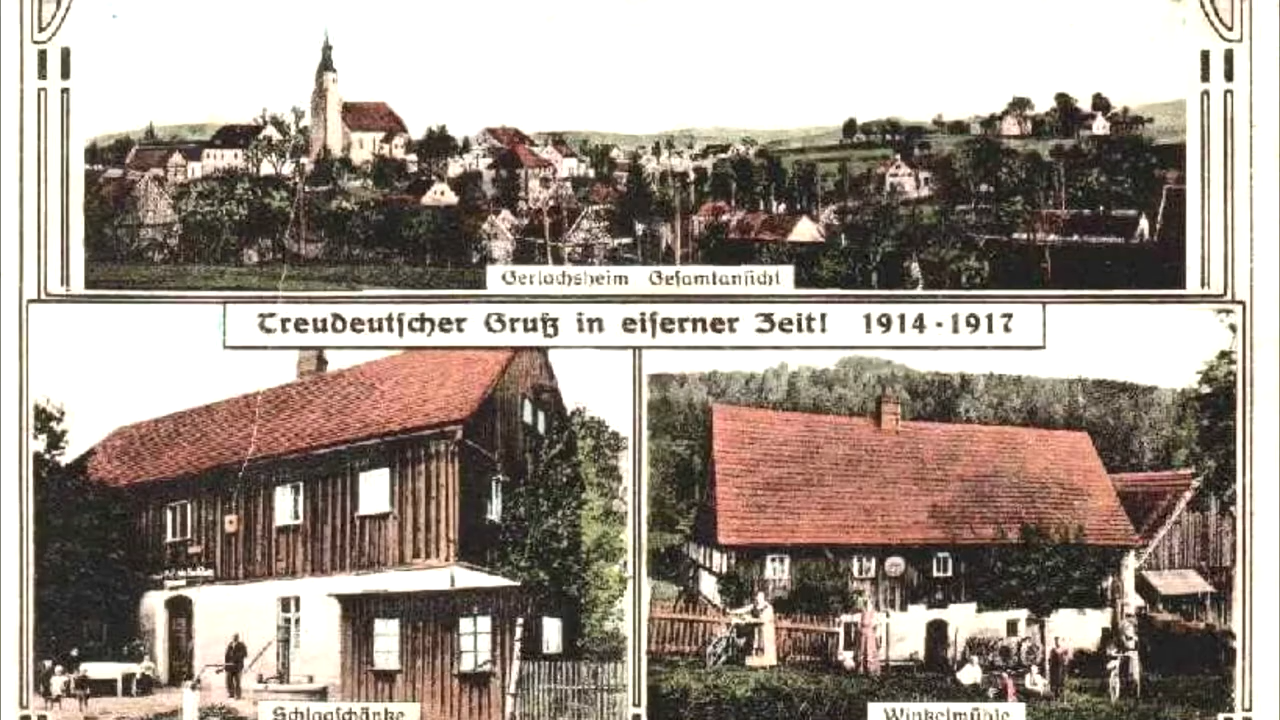 Gerlachsheim Gesamtansicht
Treudeutscher Gruß in eiserner Zeit! 1914-1917
Schlagschänke
Winkelmühle